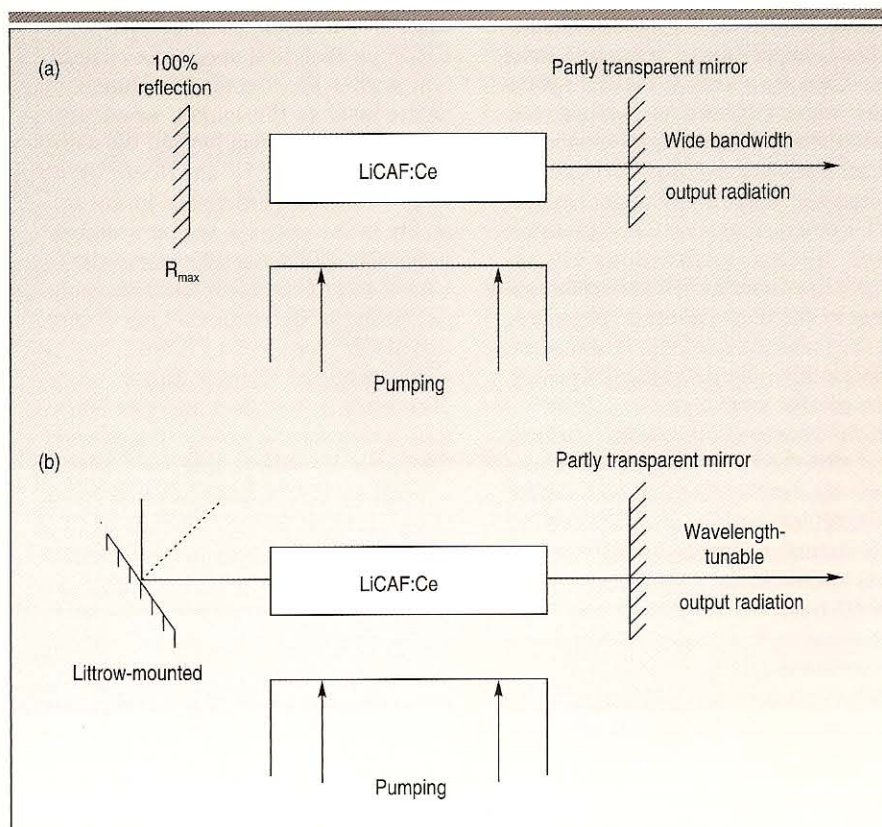 (a)
100%
reflection
Partly transparent mirror
LiCAF:Ce
Wide bandwidth
output radiation
R_max
Pumping
(b)
Partly transparent mirror
LiCAF:Ce
Wavelength-
tunable
output radiation
Littrow-mounted
Pumping